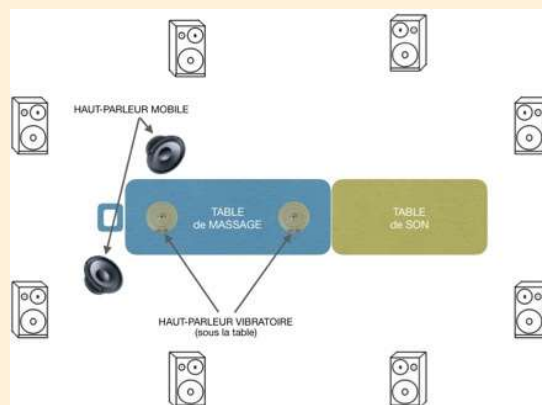 HAUT-PARLEUR MOBILE
TABLE
de MASSAGE
TABLE
de SON
HAUT-PARLEUR VIBRATOIRE
(sous la table)